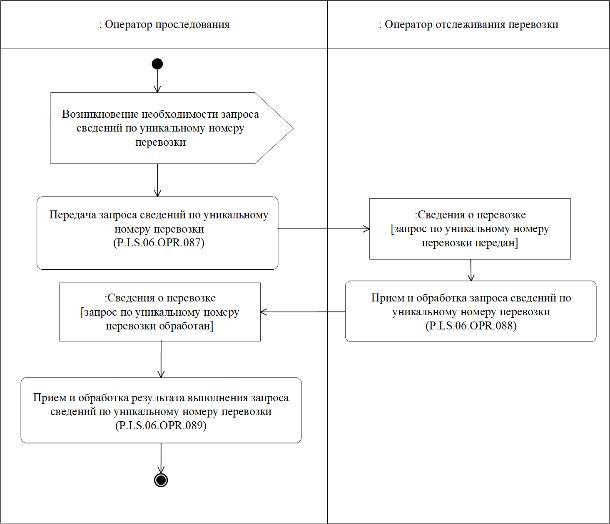 : Оператор проследования
: Оператор отслеживания перевозки
Возникновение необходимости запроса
сведений по уникальному номеру
перевозки
Передача запроса сведений по уникальному
номеру перевозки
(P.LS.06.OPR.087)
:Сведения о перевозке
[запрос по уникальному номеру
перевозки передан]
Прием и обработка запроса сведений по
уникальному номеру перевозки
(P.LS.06.OPR.088)
:Сведения о перевозке
[запрос по уникальному номеру
перевозки обработан]
Прием и обработка результата выполнения запроса
сведений по уникальному номеру перевозки
(P.LS.06.OPR.089)